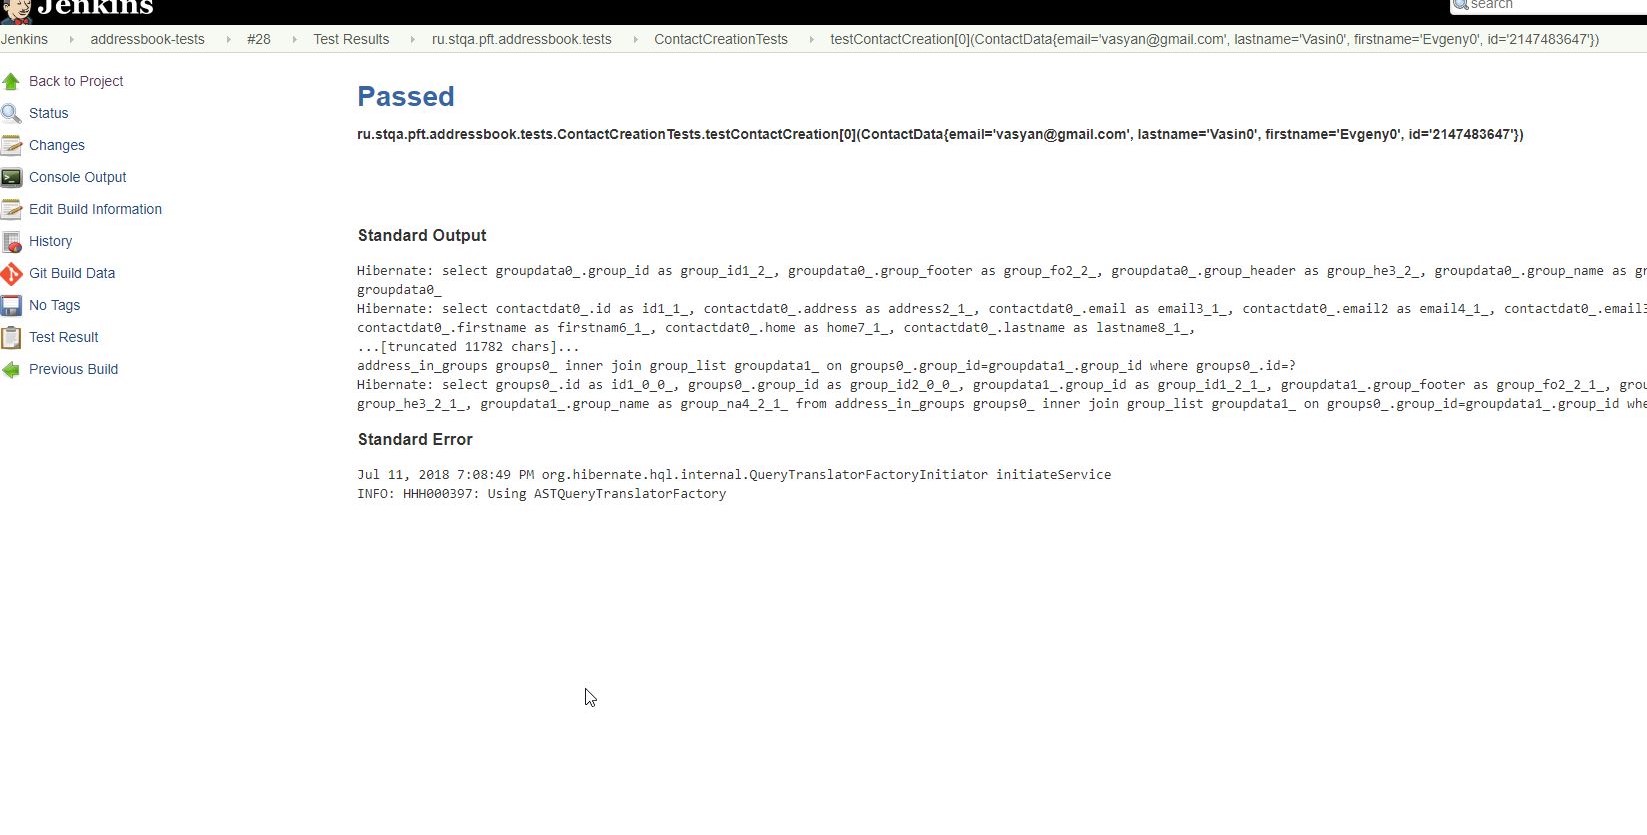 Jenkins
search
Jenkins addressbook-tests #28 Test Results ru.stqa.pft.addressbook.tests ContactCreationTests testContactCreation[0](ContactData{email='vasyan@gmail.com', lastname='Vasin0', firstname='Evgeny0', id='2147483647'})
Back to Project
Status
Changes
Console Output
Edit Build Information
History
Git Build Data
No Tags
Test Result
Previous Build
Passed
ru.stqa.pft.addressbook.tests.ContactCreationTests.testContactCreation[0](ContactData{email='vasyan@gmail.com', lastname='Vasin0', firstname='Evgeny0', id='2147483647'})
Standard Output
Hibernate: select groupdata0_.group_id as group_id1_2_, groupdata0_.group_footer as group_fo2_2_, groupdata0_.group_header as group_he3_2_, groupdata0_.group_name as gr
groupdata0_
Hibernate: select contactdat0_.id as id1_1_, contactdat0_.address as address2_1_, contactdat0_.email as email3_1_, contactdat0_.email2 as email4_1_, contactdat0_.email3
contactdat0_.firstname as firstnam6_1_, contactdat0_.home as home7_1_, contactdat0_.lastname as lastname8_1_,
...[truncated 11782 chars]...
address_in_groups groups0_ inner join group_list groupdata1_ on groups0_.group_id=groupdata1_.group_id where groups0_.id=?
Hibernate: select groups0_.id as id1_0_0_, groups0_.group_id as group_id2_0_0_, groupdata1_.group_id as group_id1_2_1_, groupdata1_.group_footer as group_fo2_2_1_, grou
group_he3_2_1_, groupdata1_.group_name as group_na4_2_1_ from address_in_groups groups0_ inner join group_list groupdata1_ on groups0_.group_id=groupdata1_.group_id whe
Standard Error
Jul 11, 2018 7:08:49 PM org.hibernate.hql.internal.QueryTranslatorFactoryInitiator initiateService
INFO: HHH000397: Using ASTQueryTranslatorFactory